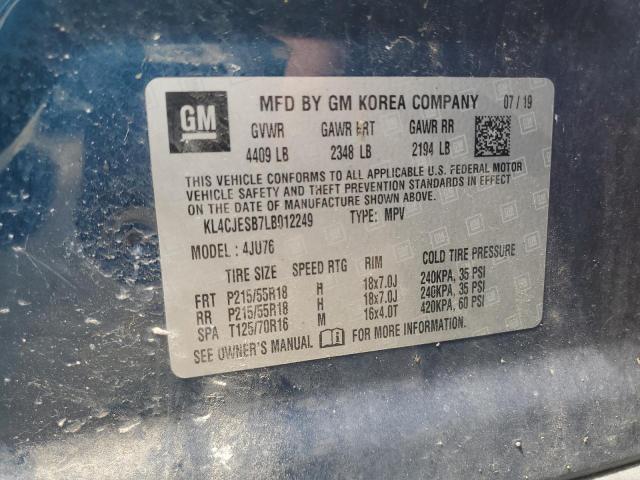 GM
MFD BY GM KOREA COMPANY 07/19
GVWR GAWR FRT GAWR RR
4409 LB 2348 LB 2194 LB
THIS VEHICLE CONFORMS TO ALL APPLICABLE U.S. FEDERAL MOTOR
VEHICLE SAFETY AND THEFT PREVENTION STANDARDS IN EFFECT
ON THE DATE OF MANUFACTURE SHOWN ABOVE.
KL4CJESB7LB012249 TYPE: MPV
MODEL: 4JU76
TIRE SIZE SPEED RTG RIM COLD TIRE PRESSURE
FRT P215/55R18 H 18x7.0J 240KPA, 35 PSI
RR P215/55R18 H 18x7.0J 240KPA, 35 PSI
SPA T125/70R16 M 16x4.0T 420KPA, 60 PSI
SEE OWNER'S MANUAL FOR MORE INFORMATION.